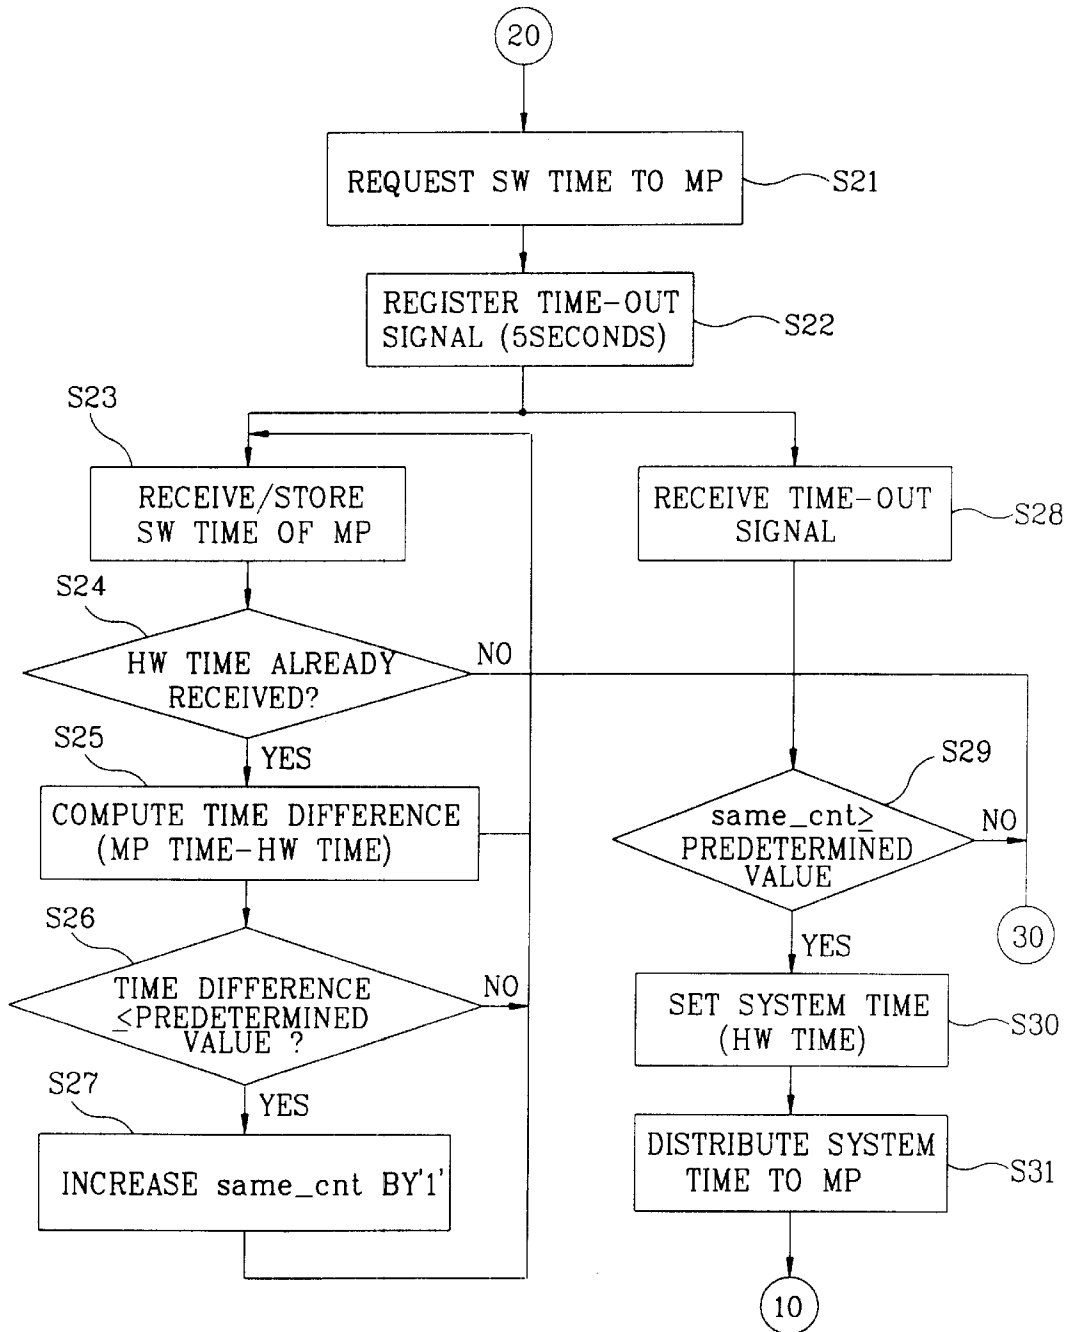 20
REQUEST SW TIME TO MP
S21
REGISTER TIME-OUT
SIGNAL (5SECONDS)
S22
S23
RECEIVE/STORE
SW TIME OF MP
RECEIVE TIME-OUT
SIGNAL
S28
S24
HW TIME ALREADY
RECEIVED?
NO
YES
S25
COMPUTE TIME DIFFERENCE
(MP TIME-HW TIME)
S29
same_cnt≥
PREDETERMINED
VALUE
NO
YES
30
S26
TIME DIFFERENCE
≤PREDETERMINED
VALUE ?
NO
YES
SET SYSTEM TIME
(HW TIME)
S30
S27
INCREASE same_cnt BY'1'
DISTRIBUTE SYSTEM
TIME TO MP
S31
10